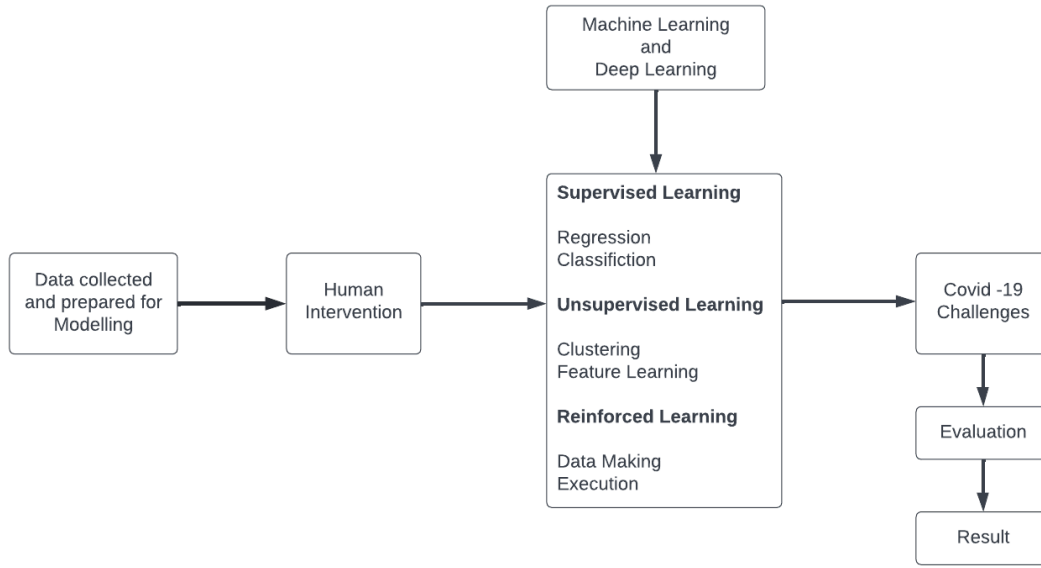 Machine Learning
and
Deep Learning
Data collected
and prepared for
Modelling
Human
Intervention
Supervised Learning
Regression
Classifiction
Unsupervised Learning
Clustering
Feature Learning
Reinforced Learning
Data Making
Execution
Covid -19
Challenges
Evaluation
Result